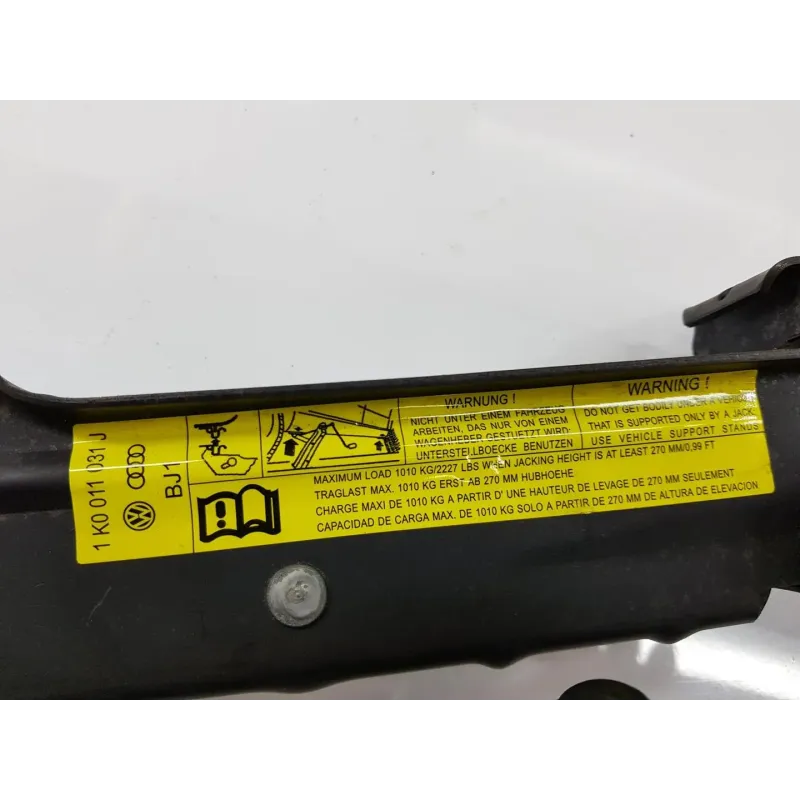 1 K0 011 031 J
BJ1
WARNUNG !
NICHT UNTER EINEM FAHRZEUG
ARBEITEN, DAS NUR VON EINEM
WAGENHEBER GESTUETZT WIRD.
UNTERSTELLBOECKE BENUTZEN
WARNING !
DO NOT GET BODILY UNDER A VEHICLE
THAT IS SUPPORTED ONLY BY A JACK.
USE VEHICLE SUPPORT STANDS
MAXIMUM LOAD 1010 KG/2227 LBS WHEN JACKING HEIGHT IS AT LEAST 270 MM/0,99 FT
TRAGLAST MAX. 1010 KG ERST AB 270 MM HUBHOEHE
CHARGE MAXI DE 1010 KG A PARTIR D' UNE HAUTEUR DE LEVAGE DE 270 MM SEULEMENT
CAPACIDAD DE CARGA MAX. DE 1010 KG SOLO A PARTIR DE 270 MM DE ALTURA DE ELEVACION